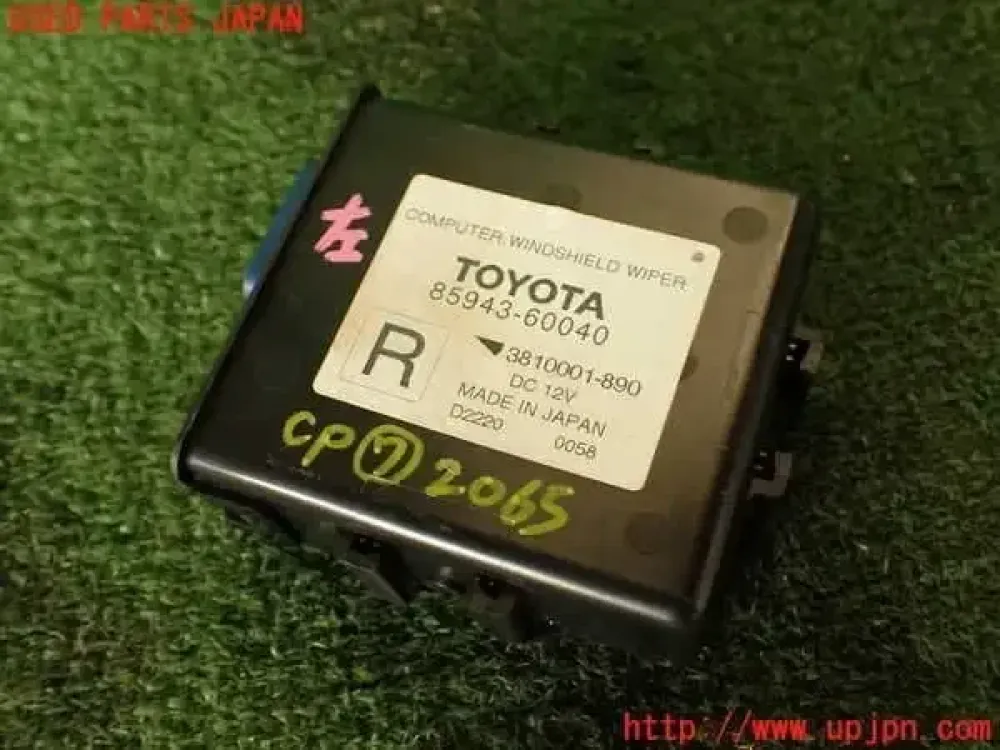 USED PARTS JAPAN
左
COMPUTER, WINDSHIELD WIPER
TOYOTA
85943-60040
R
3810001-890
DC 12V
MADE IN JAPAN
D2220 0058
CP⑦2065
http://www.upjpn.com